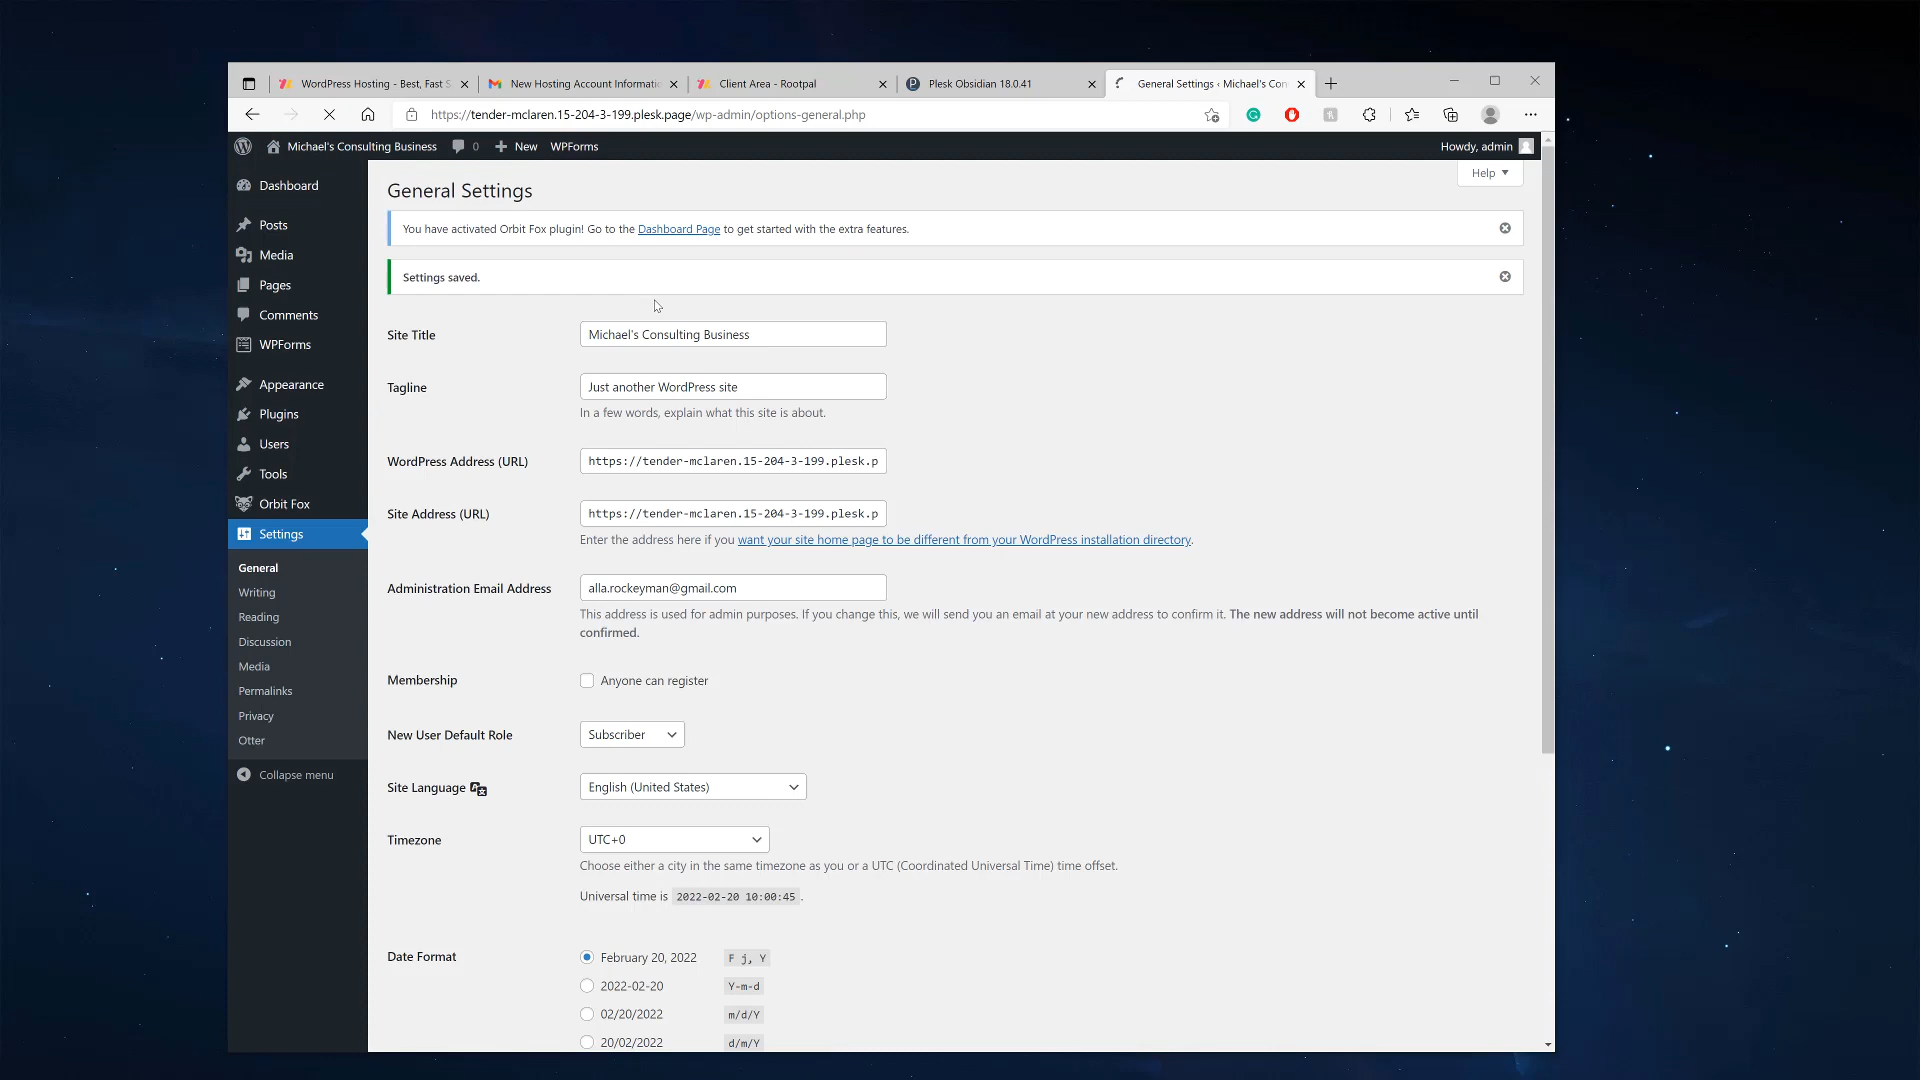 WordPress Hosting - Best, Fast S
New Hosting Account Informatio
Client Area - Rootpal
Plesk Obsidian 18.0.41
General Settings ‹ Michael's Con
https://tender-mclaren.15-204-3-199.plesk.page/wp-admin/options-general.php
Michael's Consulting Business
0
New
WPForms
Howdy, admin
Help
Dashboard
Posts
Media
Pages
Comments
WPForms
Appearance
Plugins
Users
Tools
Orbit Fox
Settings
General
Writing
Reading
Discussion
Media
Permalinks
Privacy
Otter
Collapse menu
General Settings
You have activated Orbit Fox plugin! Go to the Dashboard Page to get started with the extra features.
Settings saved.
Site Title
Michael's Consulting Business
Tagline
Just another WordPress site
In a few words, explain what this site is about.
WordPress Address (URL)
https://tender-mclaren.15-204-3-199.plesk.p
Site Address (URL)
https://tender-mclaren.15-204-3-199.plesk.p
Enter the address here if you want your site home page to be different from your WordPress installation directory.
Administration Email Address
alla.rockeyman@gmail.com
This address is used for admin purposes. If you change this, we will send you an email at your new address to confirm it. The new address will not become active until
confirmed.
Membership
Anyone can register
New User Default Role
Subscriber
Site Language
English (United States)
Timezone
UTC+0
Choose either a city in the same timezone as you or a UTC (Coordinated Universal Time) time offset.
Universal time is 2022-02-20 10:00:45 .
Date Format
February 20, 2022
F j, Y
2022-02-20
Y-m-d
02/20/2022
m/d/Y
20/02/2022
d/m/Y